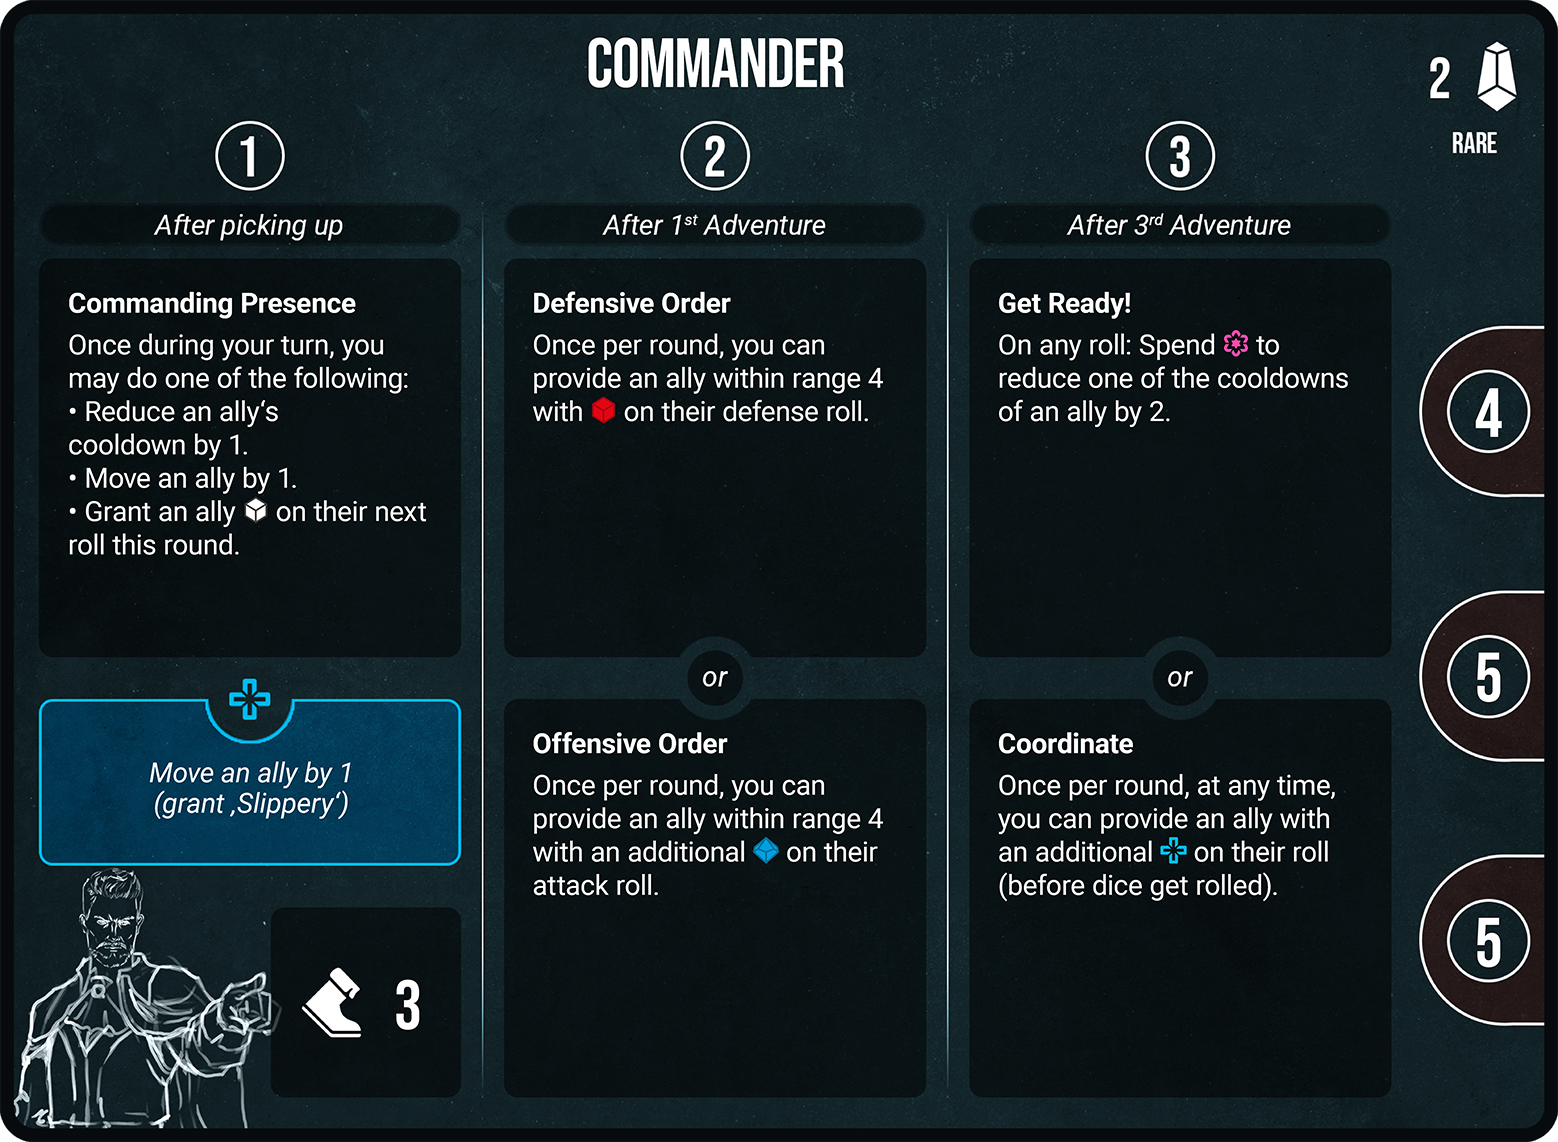 COMMANDER
2
RARE
1
After picking up
Commanding Presence
Once during your turn, you
may do one of the following:
• Reduce an ally‘s
cooldown by 1.
• Move an ally by 1.
• Grant an ally on their next
roll this round.
Move an ally by 1
(grant ‚Slippery‘)
3
2
After 1st Adventure
Defensive Order
Once per round, you can
provide an ally within range 4
with on their defense roll.
or
Offensive Order
Once per round, you can
provide an ally within range 4
with an additional on their
attack roll.
3
After 3rd Adventure
Get Ready!
On any roll: Spend to
reduce one of the cooldowns
of an ally by 2.
or
Coordinate
Once per round, at any time,
you can provide an ally with
an additional on their roll
(before dice get rolled).
4
5
5